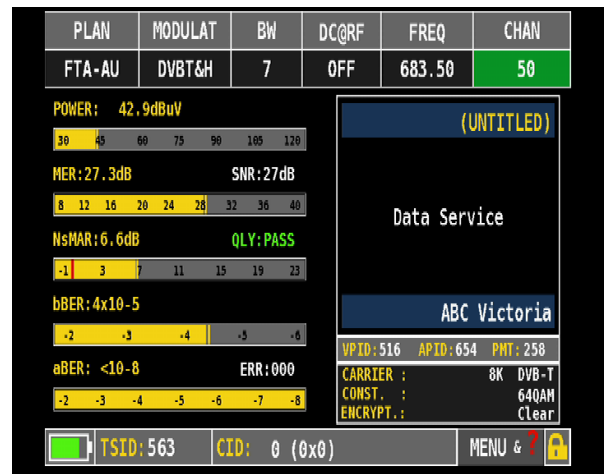 PLAN MODULAT BW DC@RF FREQ CHAN
FTA-AU DVBT&H 7 OFF 683.50 50
POWER: 42.9dBuV
30 45 60 75 90 105 120
MER:27.3dB SNR:27dB
8 12 16 20 24 28 32 36 40
NsMAR:6.6dB QLY:PASS
-1 3 7 11 15 19 23
bBER:4x10-5
-2 -3 -4 -5 -6
aBER: <10-8 ERR:000
-2 -3 -4 -5 -6 -7 -8
(UNTITLED)
Data Service
ABC Victoria
VPID:516 APID:654 PMT:258
CARRIER : 8K DVB-T
CONST. : 64QAM
ENCRYPT.: Clear
TSID:563 CID: 0 (0x0) MENU & ?